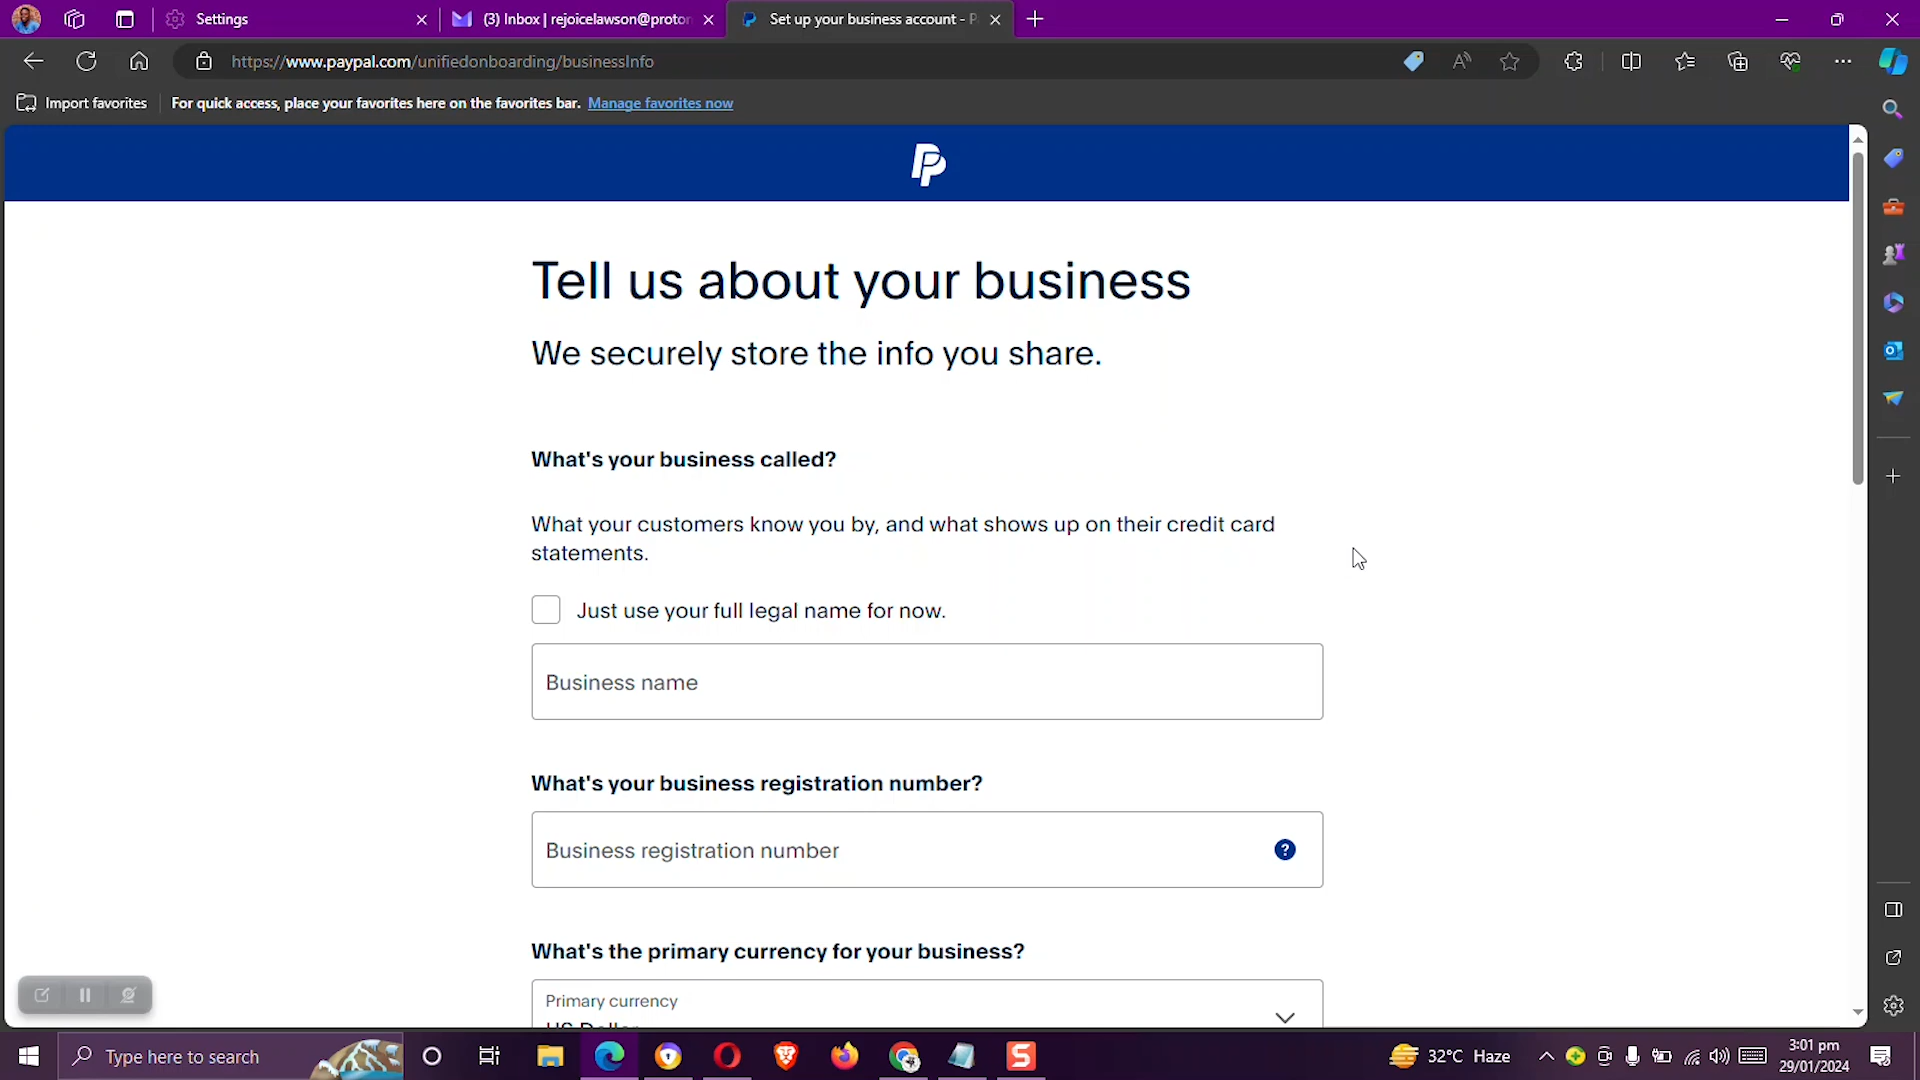 Settings
(3) Inbox | rejoicelawson@proton
Set up your business account - P
https://www.paypal.com/unifiedonboarding/businessInfo
Import favorites
For quick access, place your favorites here on the favorites bar. Manage favorites now
Tell us about your business
We securely store the info you share.
What's your business called?
What your customers know you by, and what shows up on their credit card
statements.
Just use your full legal name for now.
Business name
What's your business registration number?
Business registration number
?
What's the primary currency for your business?
Primary currency
US Dollar
Type here to search
32°C Haze
3:01 pm
29/01/2024